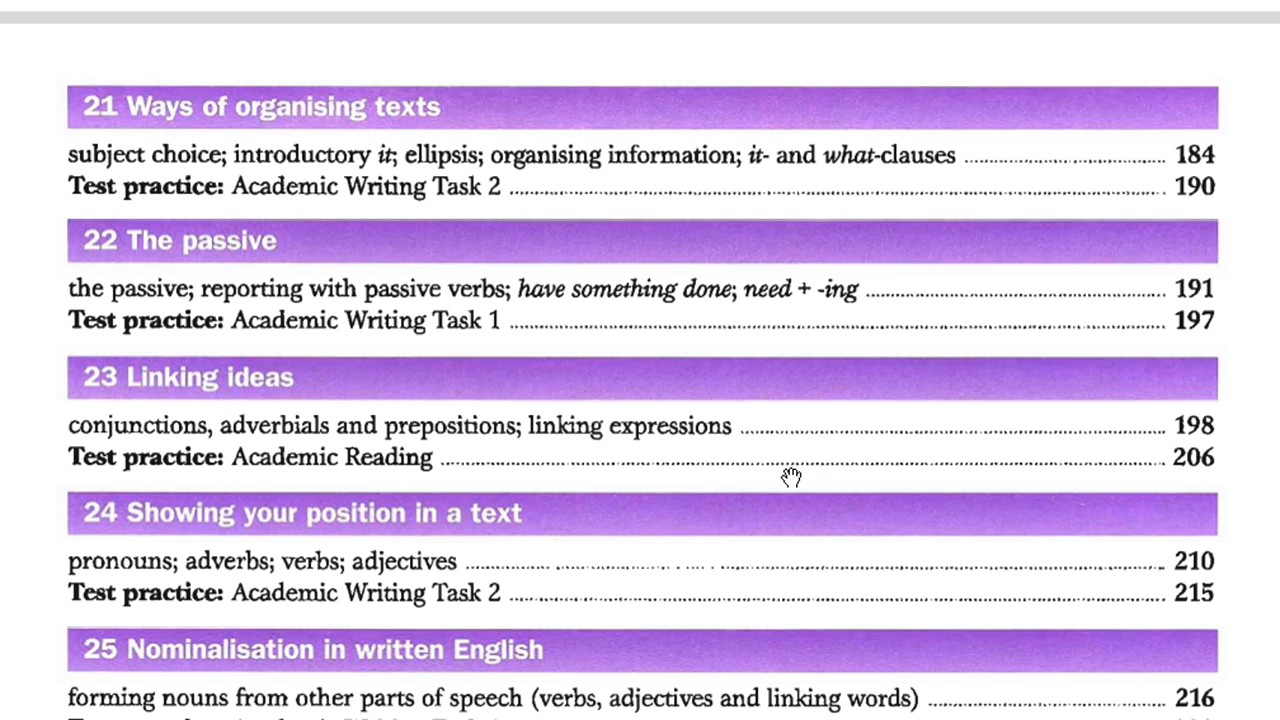 21 Ways of organising texts
subject choice; introductory it; ellipsis; organising information; it- and what-clauses 184
Test practice: Academic Writing Task 2 190
22 The passive
the passive; reporting with passive verbs; have something done; need + -ing 191
Test practice: Academic Writing Task 1 197
23 Linking ideas
conjunctions, adverbials and prepositions; linking expressions 198
Test practice: Academic Reading 206
24 Showing your position in a text
pronouns; adverbs; verbs; adjectives 210
Test practice: Academic Writing Task 2 215
25 Nominalisation in written English
forming nouns from other parts of speech (verbs, adjectives and linking words) 216